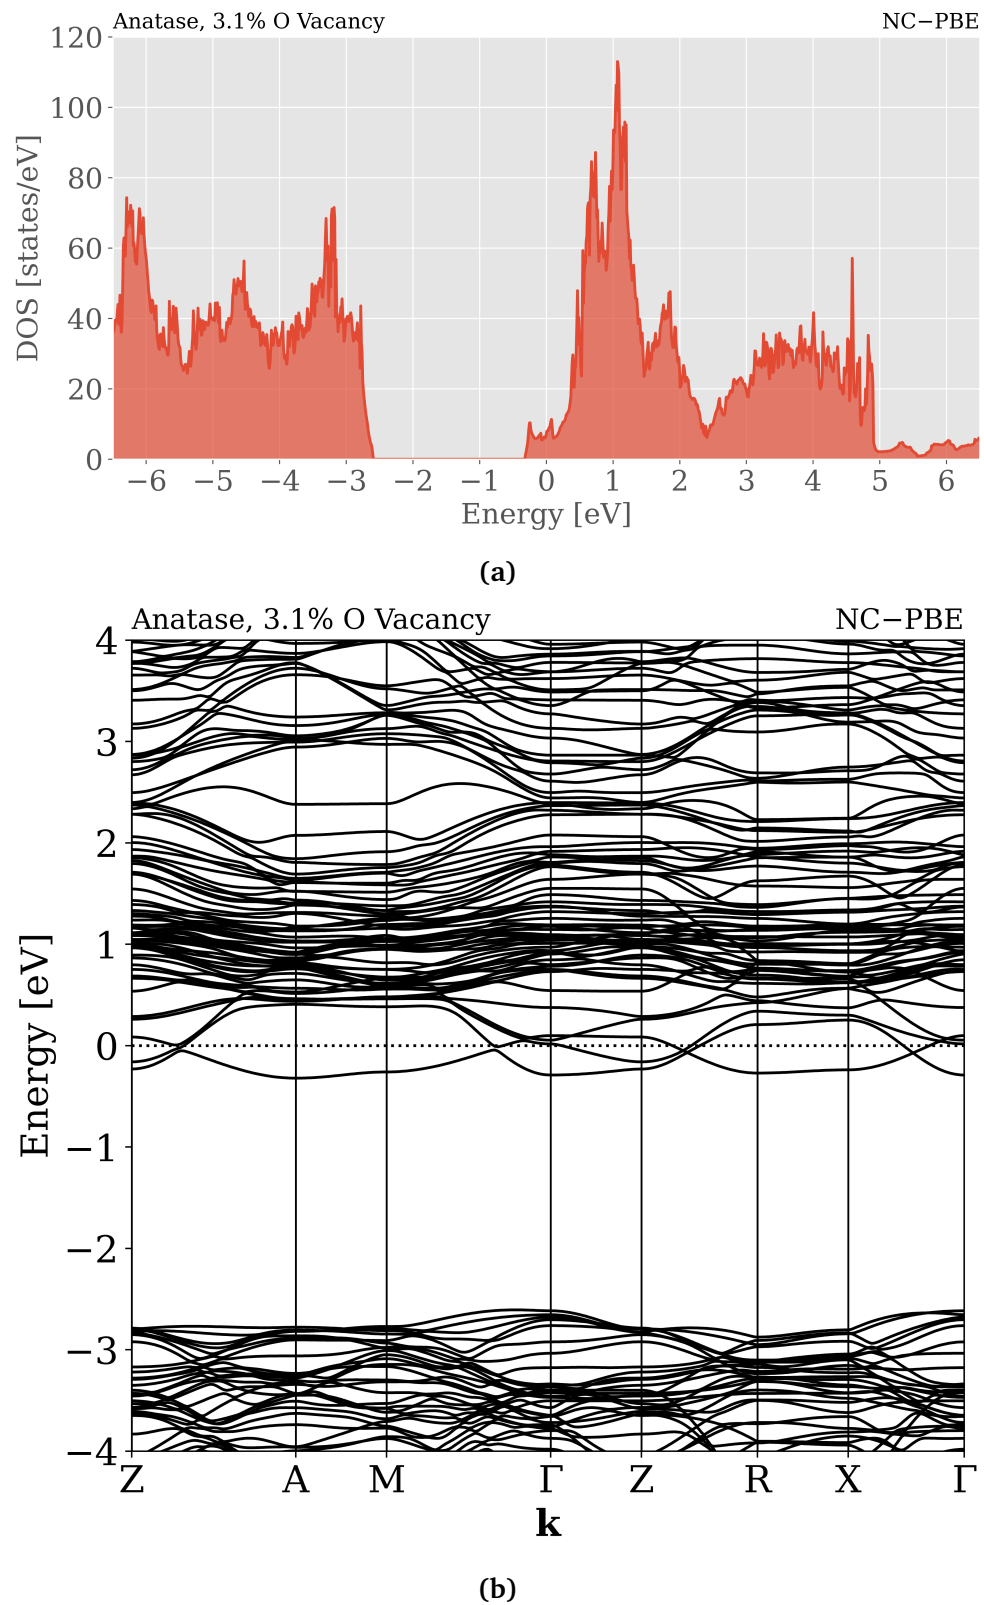 Anatase, 3.1% O Vacancy NC−PBE
120
100
80
60
40
20
0
DOS [states/eV]
−6 −5 −4 −3 −2 −1 0 1 2 3 4 5 6
Energy [eV]
(a)
Anatase, 3.1% O Vacancy NC−PBE
4
3
2
1
0
−1
−2
−3
−4
Energy [eV]
Z A M Γ Z R X Γ
k
(b)